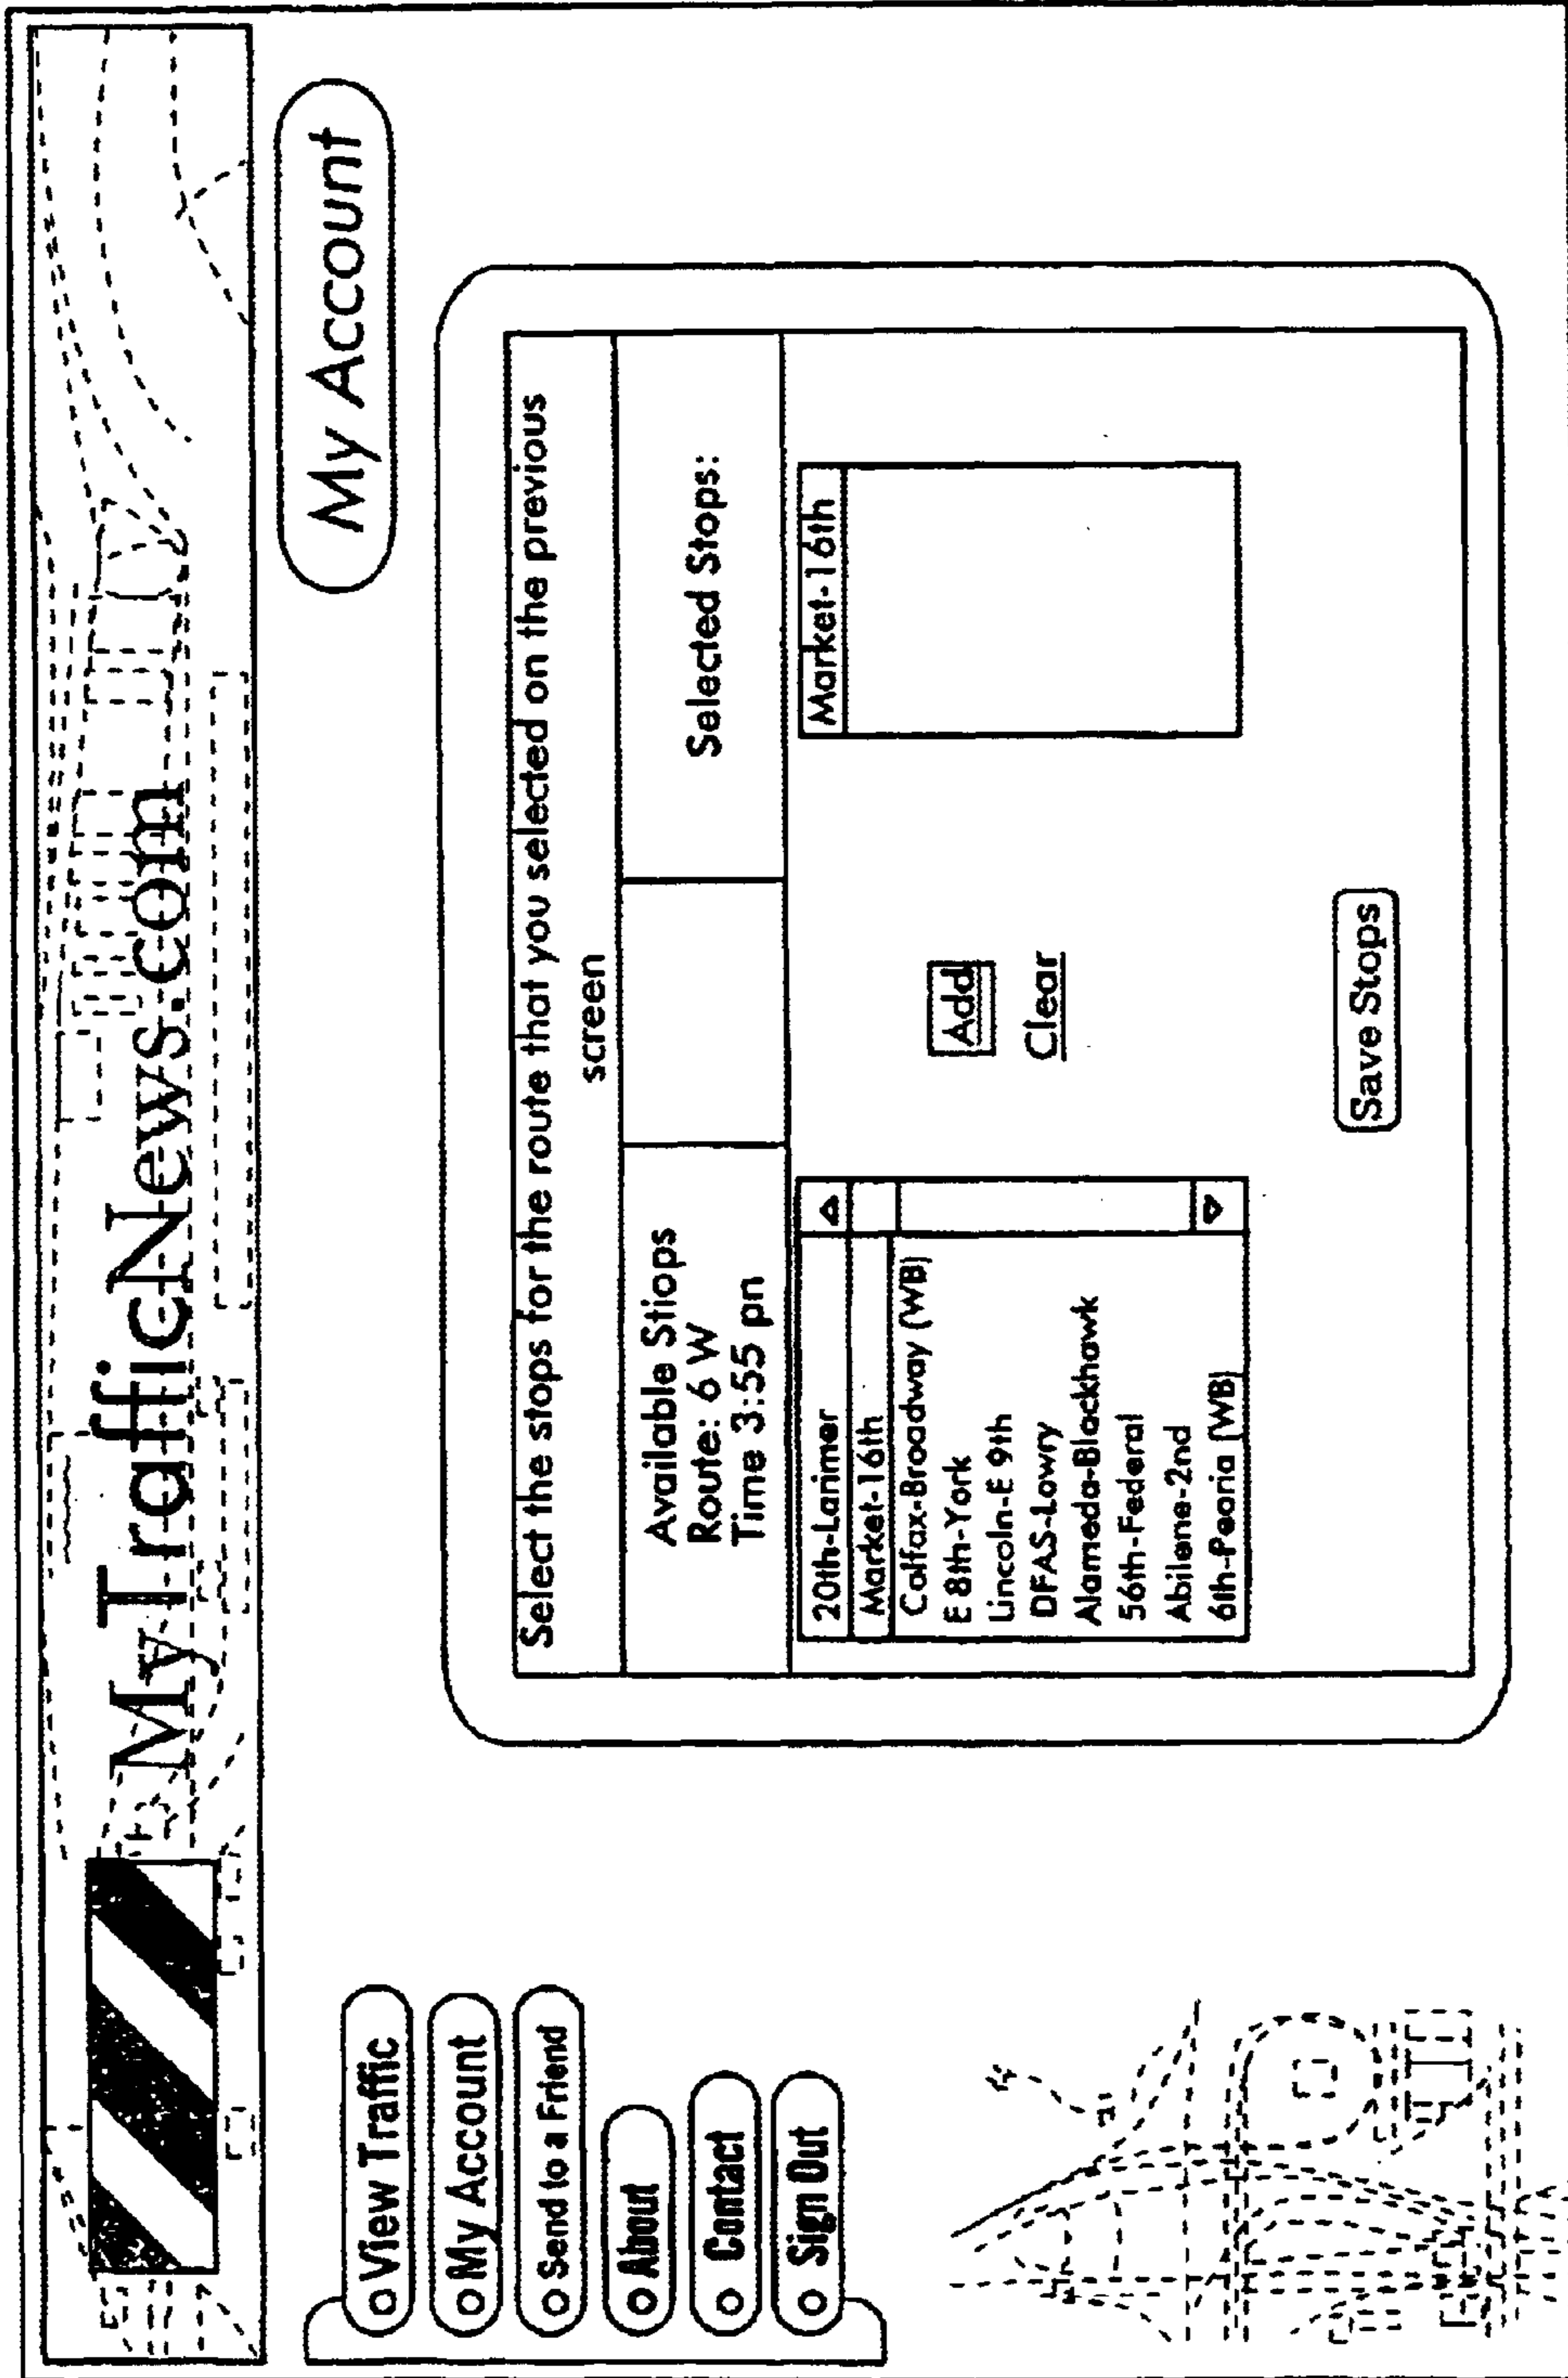 MyTrafficNews.com
My Account
View Traffic
My Account
Send to a Friend
About
Contact
Sign Out
Select the stops for the route that you selected on the previous
screen
Available Stiops
Route: 6 W
Time 3:55 pn
Selected Stops:
20th-Larimer
Market-16th
Calfax-Broadway (WB)
E 8th-York
Lincoln-E 9th
DFAS-Lowry
Alameda-Blackhawk
56th-Federal
Abilene-2nd
6th-Peoria (WB)
Add
Clear
Market-16th
Save Stops